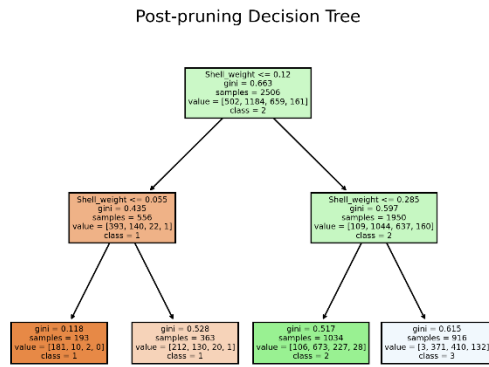 Post-pruning Decision Tree
Shell_weight <= 0.12
gini = 0.663
samples = 2506
value = [502, 1184, 659, 161]
class = 2
Shell_weight <= 0.055
gini = 0.435
samples = 556
value = [393, 140, 22, 1]
class = 1
Shell_weight <= 0.285
gini = 0.597
samples = 1950
value = [109, 1044, 637, 160]
class = 2
gini = 0.118
samples = 193
value = [181, 10, 2, 0]
class = 1
gini = 0.528
samples = 363
value = [212, 130, 20, 1]
class = 1
gini = 0.517
samples = 1034
value = [106, 673, 227, 28]
class = 2
gini = 0.615
samples = 916
value = [3, 371, 410, 132]
class = 3